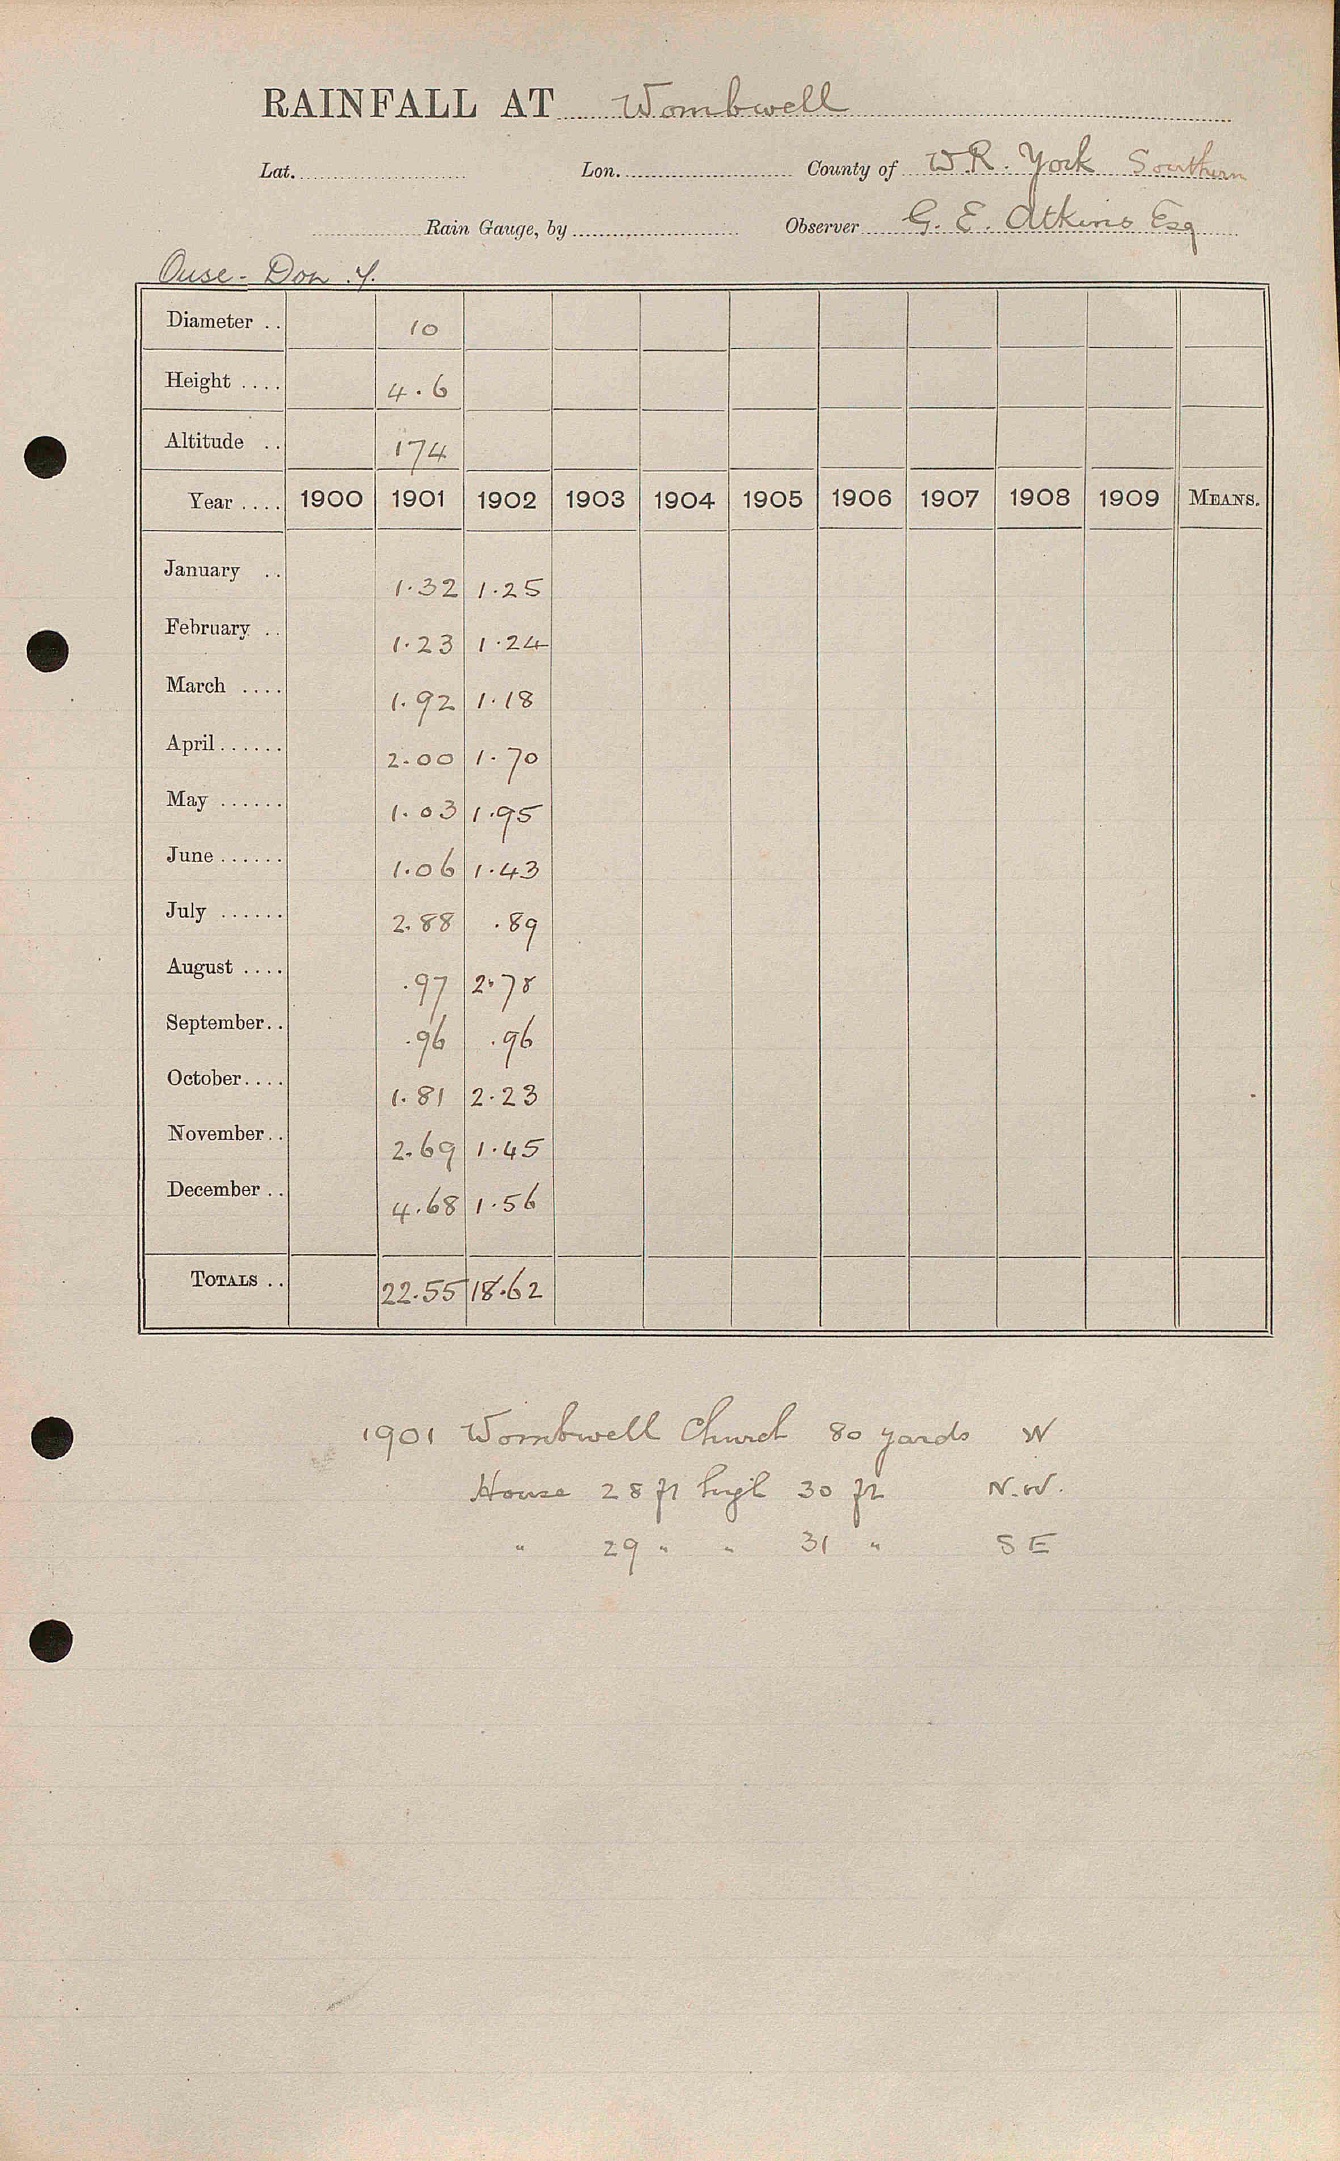 RAINFALL AT Wombwell
Lat. Lon. County of W.R. York Southern
Rain Gauge, by Observer G. E. Atkins Esq
Ouse - Don. Y.
Diameter .. 10
Height .... 4.6
Altitude .. 174
Year .... 1900 1901 1902 1903 1904 1905 1906 1907 1908 1909 MEANS.
January .. 1.32 1.25
February .. 1.23 1.24
March .... 1.92 1.18
April ...... 2.00 1.70
May ...... 1.03 1.95
June ...... 1.06 1.43
July ...... 2.88 .89
August .... .97 2.78
September.. .96 .96
October.... 1.81 2.23
November.. 2.69 1.45
December .. 4.68 1.56
TOTALS .. 22.55 18.62
1901 Wombwell Church 80 yards W
House 28 ft high 30 ft N.W.
" 29 " " 31 " S E